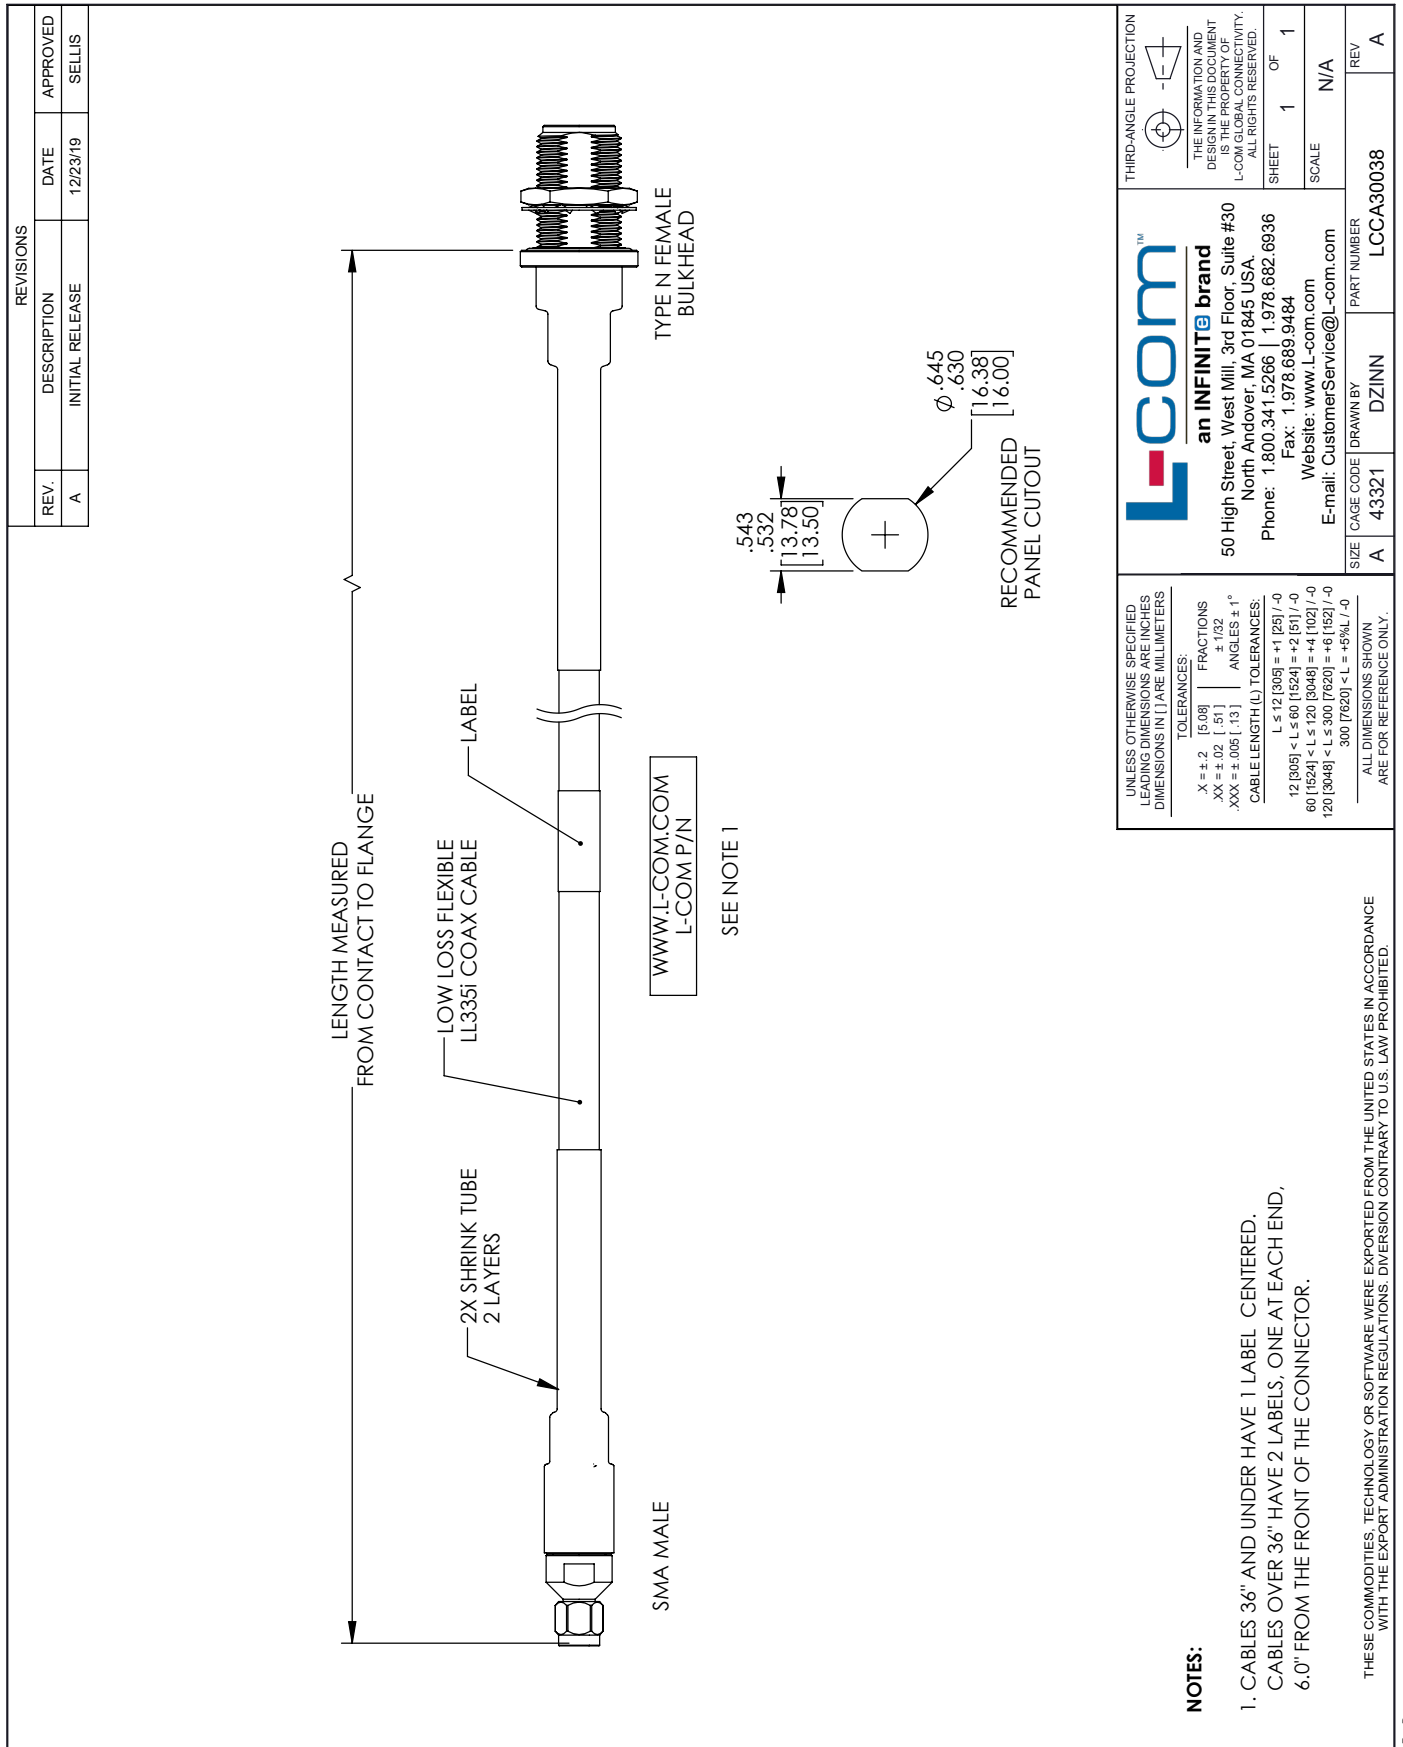 REVISIONS
REV. DESCRIPTION DATE APPROVED
A INITIAL RELEASE 12/23/19 SELLIS
LENGTH MEASURED
FROM CONTACT TO FLANGE
2X SHRINK TUBE
2 LAYERS
LOW LOSS FLEXIBLE
LL335i COAX CABLE
LABEL
SMA MALE
WWW.L-COM.COM
L-COM P/N
SEE NOTE 1
TYPE N FEMALE
BULKHEAD
.543
.532
[13.78]
[13.50]
Ø .645
.630
[16.38]
[16.00]
RECOMMENDED
PANEL CUTOUT
NOTES:
1. CABLES 36" AND UNDER HAVE 1 LABEL CENTERED.
CABLES OVER 36" HAVE 2 LABELS, ONE AT EACH END,
6.0" FROM THE FRONT OF THE CONNECTOR.
THESE COMMODITIES, TECHNOLOGY OR SOFTWARE WERE EXPORTED FROM THE UNITED STATES IN ACCORDANCE
WITH THE EXPORT ADMINISTRATION REGULATIONS. DIVERSION CONTRARY TO U.S. LAW PROHIBITED.
UNLESS OTHERWISE SPECIFIED
LEADING DIMENSIONS ARE INCHES
DIMENSIONS IN [ ] ARE MILLIMETERS
TOLERANCES:
.X = ± .2 [5.08] FRACTIONS
.XX = ± .02 [ .51 ] ± 1/32
.XXX = ± .005 [ .13 ] ANGLES ± 1°
CABLE LENGTH (L) TOLERANCES:
L ≤ 12 [305] = +1 [25] / -0
12 [305] < L ≤ 60 [1524] = +2 [51] / -0
60 [1524] < L ≤ 120 [3048] = +4 [102] / -0
120 [3048] < L ≤ 300 [7620] = +6 [152] / -0
300 [7620] < L = +5%L / -0
ALL DIMENSIONS SHOWN
ARE FOR REFERENCE ONLY.
L-com™
an INFINITe brand
50 High Street, West Mill, 3rd Floor, Suite #30
North Andover, MA 01845 USA.
Phone: 1.800.341.5266 | 1.978.682.6936
Fax: 1.978.689.9484
Website: www.L-com.com
E-mail: CustomerService@L-com.com
THIRD-ANGLE PROJECTION
THE INFORMATION AND
DESIGN IN THIS DOCUMENT
IS THE PROPERTY OF
L-COM GLOBAL CONNECTIVITY.
ALL RIGHTS RESERVED.
SHEET 1 OF 1
SCALE N/A
SIZE A
CAGE CODE 43321
DRAWN BY DZINN
PART NUMBER LCCA30038
REV A